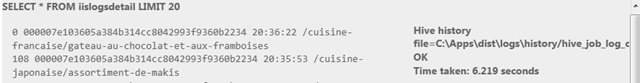 SELECT * FROM iislogsdetail LIMIT 20
0 000007e103605a384b314cc8042993f9360b2234 20:36:22 /cuisine-
francaise/gateau-au-chocolat-et-aux-framboises
108 000007e103605a384b314cc8042993f9360b2234 20:35:53 /cuisine-
japonaise/assortiment-de-makis
Hive history
file=C:\Apps\dist\logs\history/hive_job_log_c
OK
Time taken: 6.219 seconds